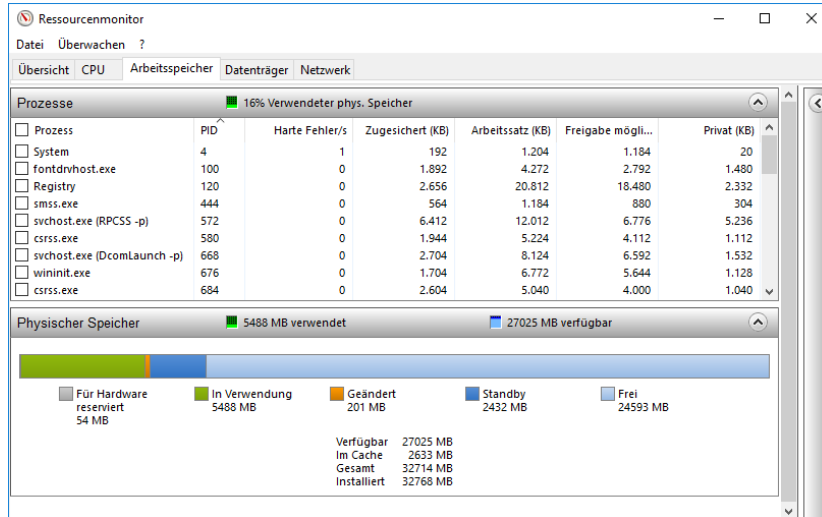 Ressourcenmonitor
Datei Überwachen ?
Übersicht CPU Arbeitsspeicher Datenträger Netzwerk
Prozesse 16% Verwendeter phys. Speicher
Prozess PID Harte Fehler/s Zugesichert (KB) Arbeitssatz (KB) Freigabe mögli... Privat (KB)
System 4 1 192 1.204 1.184 20
fontdrvhost.exe 100 0 1.892 4.272 2.792 1.480
Registry 120 0 2.656 20.812 18.480 2.332
smss.exe 444 0 564 1.184 880 304
svchost.exe (RPCSS -p) 572 0 6.412 12.012 6.776 5.236
csrss.exe 580 0 1.944 5.224 4.112 1.112
svchost.exe (DcomLaunch -p) 668 0 2.704 8.124 6.592 1.532
wininit.exe 676 0 1.704 6.772 5.644 1.128
csrss.exe 684 0 2.604 5.040 4.000 1.040
Physischer Speicher 5488 MB verwendet 27025 MB verfügbar
Für Hardware reserviert 54 MB
In Verwendung 5488 MB
Geändert 201 MB
Standby 2432 MB
Frei 24593 MB
Verfügbar 27025 MB
Im Cache 2633 MB
Gesamt 32714 MB
Installiert 32768 MB